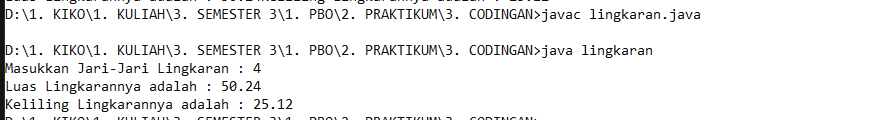 D:\1. KIKO\1. KULIAH\3. SEMESTER 3\1. PBO\2. PRAKTIKUM\3. CODINGAN>javac lingkaran.java
D:\1. KIKO\1. KULIAH\3. SEMESTER 3\1. PBO\2. PRAKTIKUM\3. CODINGAN>java lingkaran
Masukkan Jari-Jari Lingkaran : 4
Luas Lingkarannya adalah : 50.24
Keliling Lingkarannya adalah : 25.12
D:\1. KIKO\1. KULIAH\3. SEMESTER 3\1. PBO\2. PRAKTIKUM\3. CODINGAN>